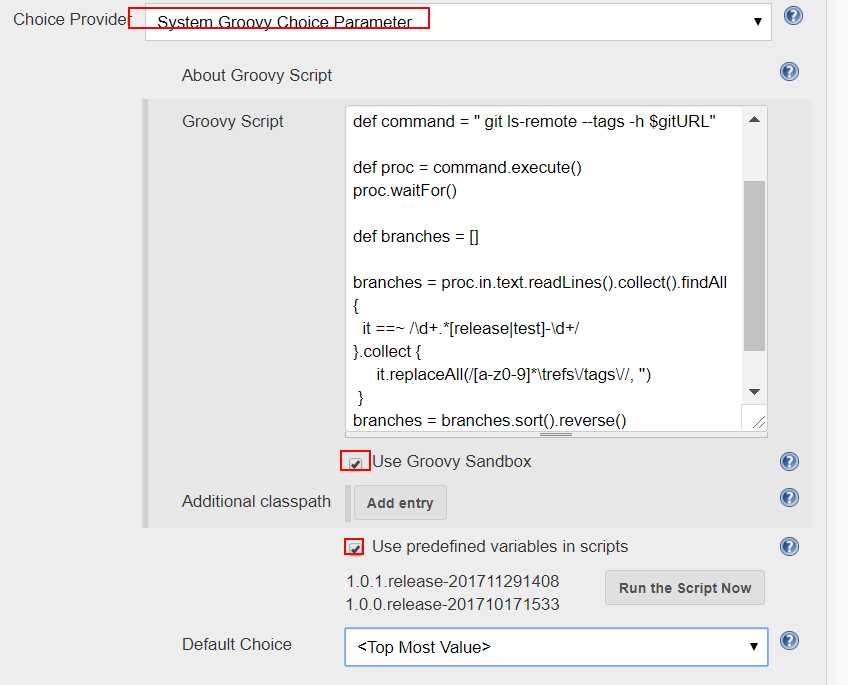 Choice Provider
System Groovy Choice Parameter
About Groovy Script
Groovy Script
def command = " git ls-remote --tags -h $gitURL"
def proc = command.execute()
proc.waitFor()
def branches = []
branches = proc.in.text.readLines().collect().findAll
{
it ==~ /\d+.*[release|test]-\d+/
}.collect {
it.replaceAll(/[a-z0-9]*\trefs\/tags\//, '')
}
branches = branches.sort().reverse()
Use Groovy Sandbox
Additional classpath
Add entry
Use predefined variables in scripts
1.0.1.release-201711291408
1.0.0.release-201710171533
Run the Script Now
Default Choice
<Top Most Value>